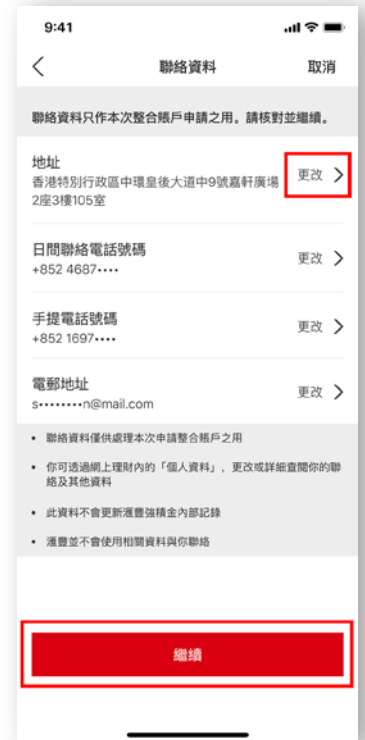 9:41
聯絡資料
取消
聯絡資料只作本次整合賬戶申請之用。請核對並繼續。
地址
香港特別行政區中環皇後大道中9號嘉軒廣場
2座3樓105室
更改
日間聯絡電話號碼
+852 4687••••
更改
手提電話號碼
+852 1697••••
更改
電郵地址
s••••••••n@mail.com
更改
• 聯絡資料僅供處理本次申請整合賬戶之用
• 你可透過網上理財內的「個人資料」，更改或詳細查閱你的聯
絡及其他資料
• 此資料不會更新滙豐強積金內部記錄
• 滙豐並不會使用相關資料與你聯絡
繼續